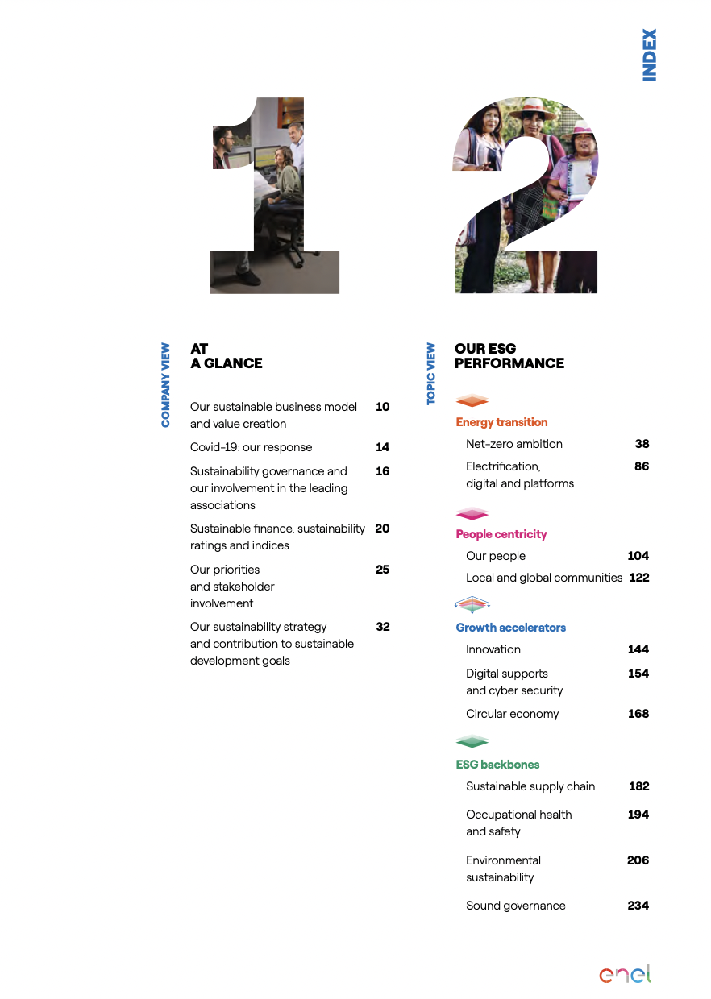 INDEX
1
2
COMPANY VIEW
AT
A GLANCE
Our sustainable business model 10
and value creation
Covid-19: our response 14
Sustainability governance and 16
our involvement in the leading
associations
Sustainable finance, sustainability 20
ratings and indices
Our priorities 25
and stakeholder
involvement
Our sustainability strategy 32
and contribution to sustainable
development goals
TOPIC VIEW
OUR ESG
PERFORMANCE
Energy transition
Net-zero ambition 38
Electrification, 86
digital and platforms
People centricity
Our people 104
Local and global communities 122
Growth accelerators
Innovation 144
Digital supports 154
and cyber security
Circular economy 168
ESG backbones
Sustainable supply chain 182
Occupational health 194
and safety
Environmental 206
sustainability
Sound governance 234
enel